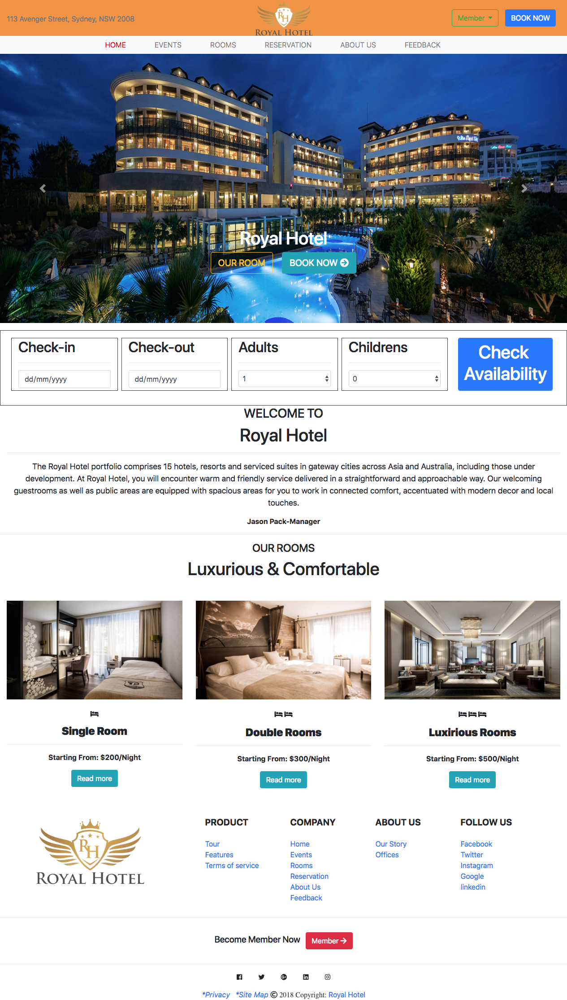 113 Avenger Street, Sydney, NSW 2008
RH
ROYAL HOTEL
Member
BOOK NOW
HOME
EVENTS
ROOMS
RESERVATION
ABOUT US
FEEDBACK
Royal Hotel
OUR ROOM
BOOK NOW
Check-in
Check-out
Adults
Childrens
Check
Availability
dd/mm/yyyy
dd/mm/yyyy
1
0
WELCOME TO
Royal Hotel
The Royal Hotel portfolio comprises 15 hotels, resorts and serviced suites in gateway cities across Asia and Australia, including those under
development. At Royal Hotel, you will encounter warm and friendly service delivered in a straightforward and approachable way. Our welcoming
guestrooms as well as public areas are equipped with spacious areas for you to work in connected comfort, accentuated with modern decor and local
touches.
Jason Pack-Manager
OUR ROOMS
Luxurious & Comfortable
Single Room
Starting From: $200/Night
Read more
Double Rooms
Starting From: $300/Night
Read more
Luxirious Rooms
Starting From: $500/Night
Read more
RH
ROYAL HOTEL
PRODUCT
Tour
Features
Terms of service
COMPANY
Home
Events
Rooms
Reservation
About Us
Feedback
ABOUT US
Our Story
Offices
FOLLOW US
Facebook
Twitter
Instagram
Google
linkedin
Become Member Now
Member
*Privacy *Site Map © 2018 Copyright: Royal Hotel